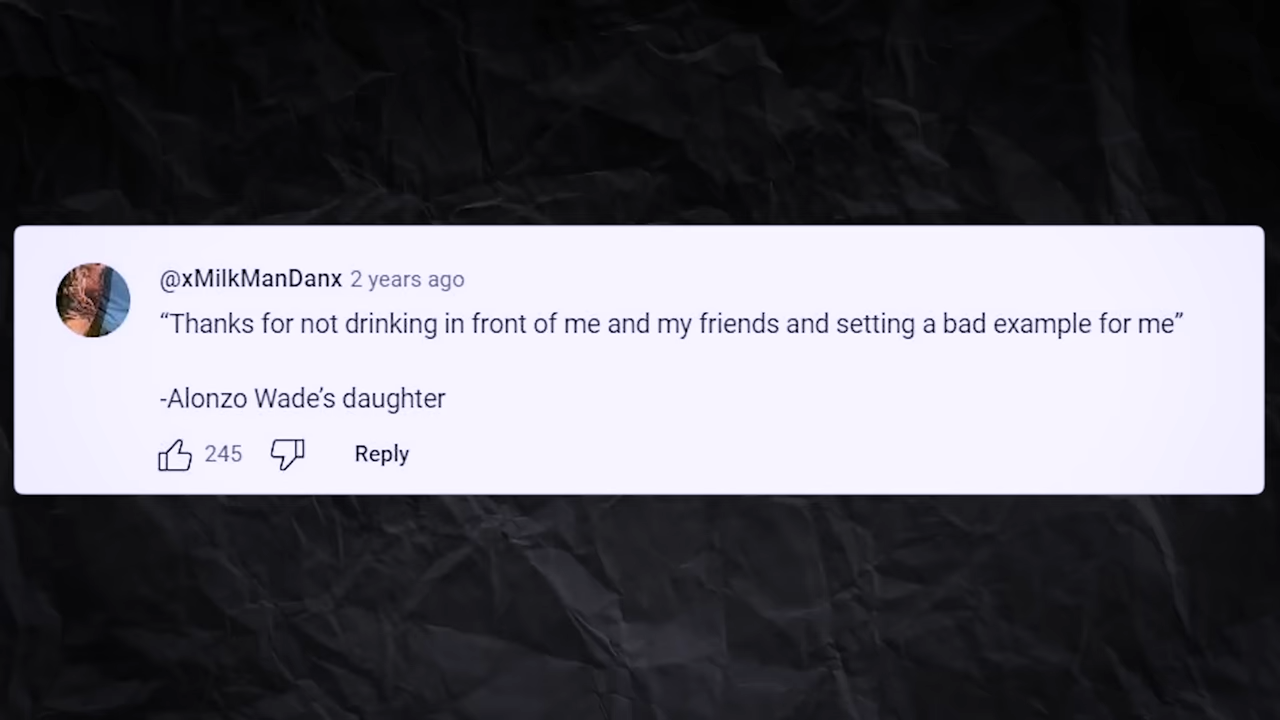 @xMilkManDanx 2 years ago
“Thanks for not drinking in front of me and my friends and setting a bad example for me”
-Alonzo Wade’s daughter
245 Reply